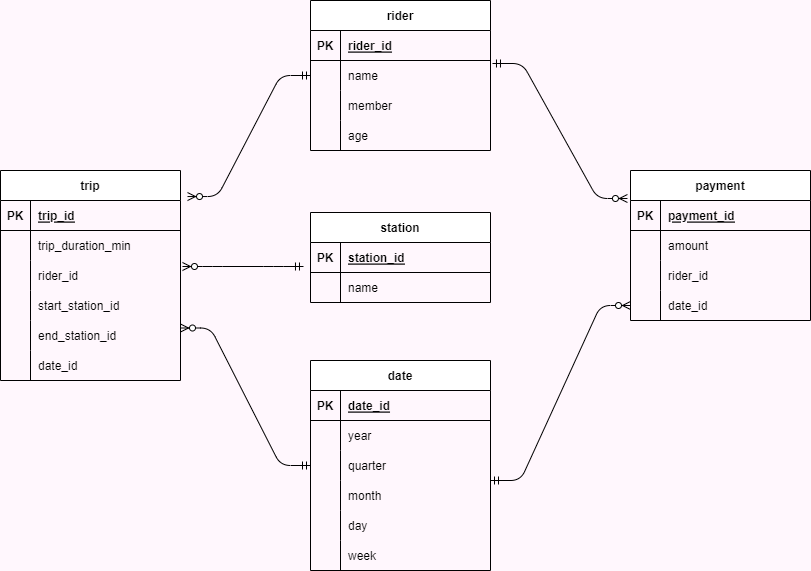 rider
PK rider_id
name
member
age
trip
PK trip_id
trip_duration_min
rider_id
start_station_id
end_station_id
date_id
station
PK station_id
name
payment
PK payment_id
amount
rider_id
date_id
date
PK date_id
year
quarter
month
day
week